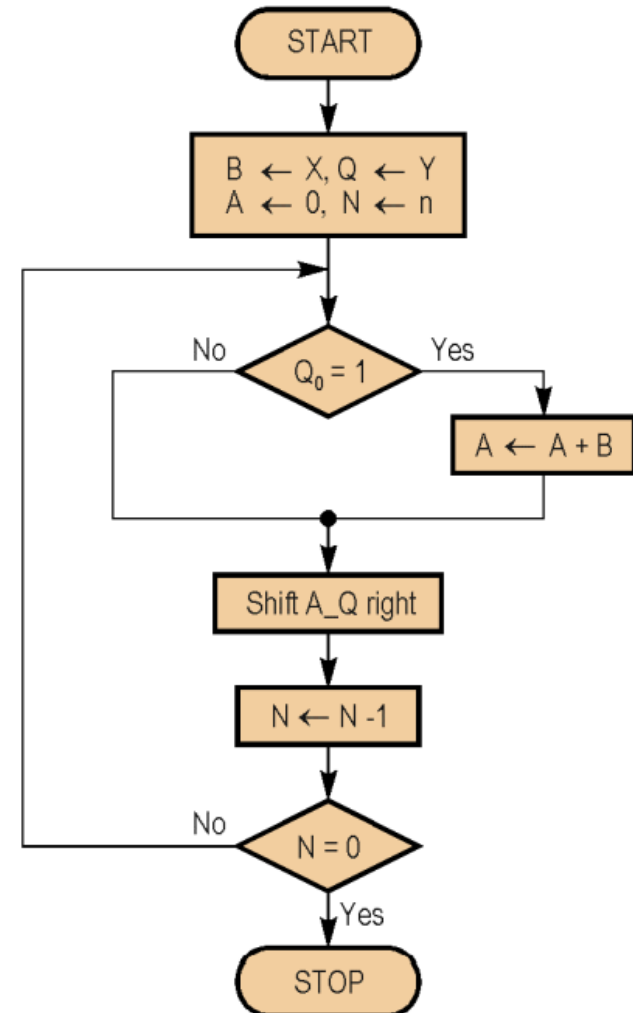 START
B ← X, Q ← Y
A ← 0, N ← n
No
Yes
Q₀ = 1
A ← A + B
Shift A_Q right
N ← N -1
No
N = 0
Yes
STOP